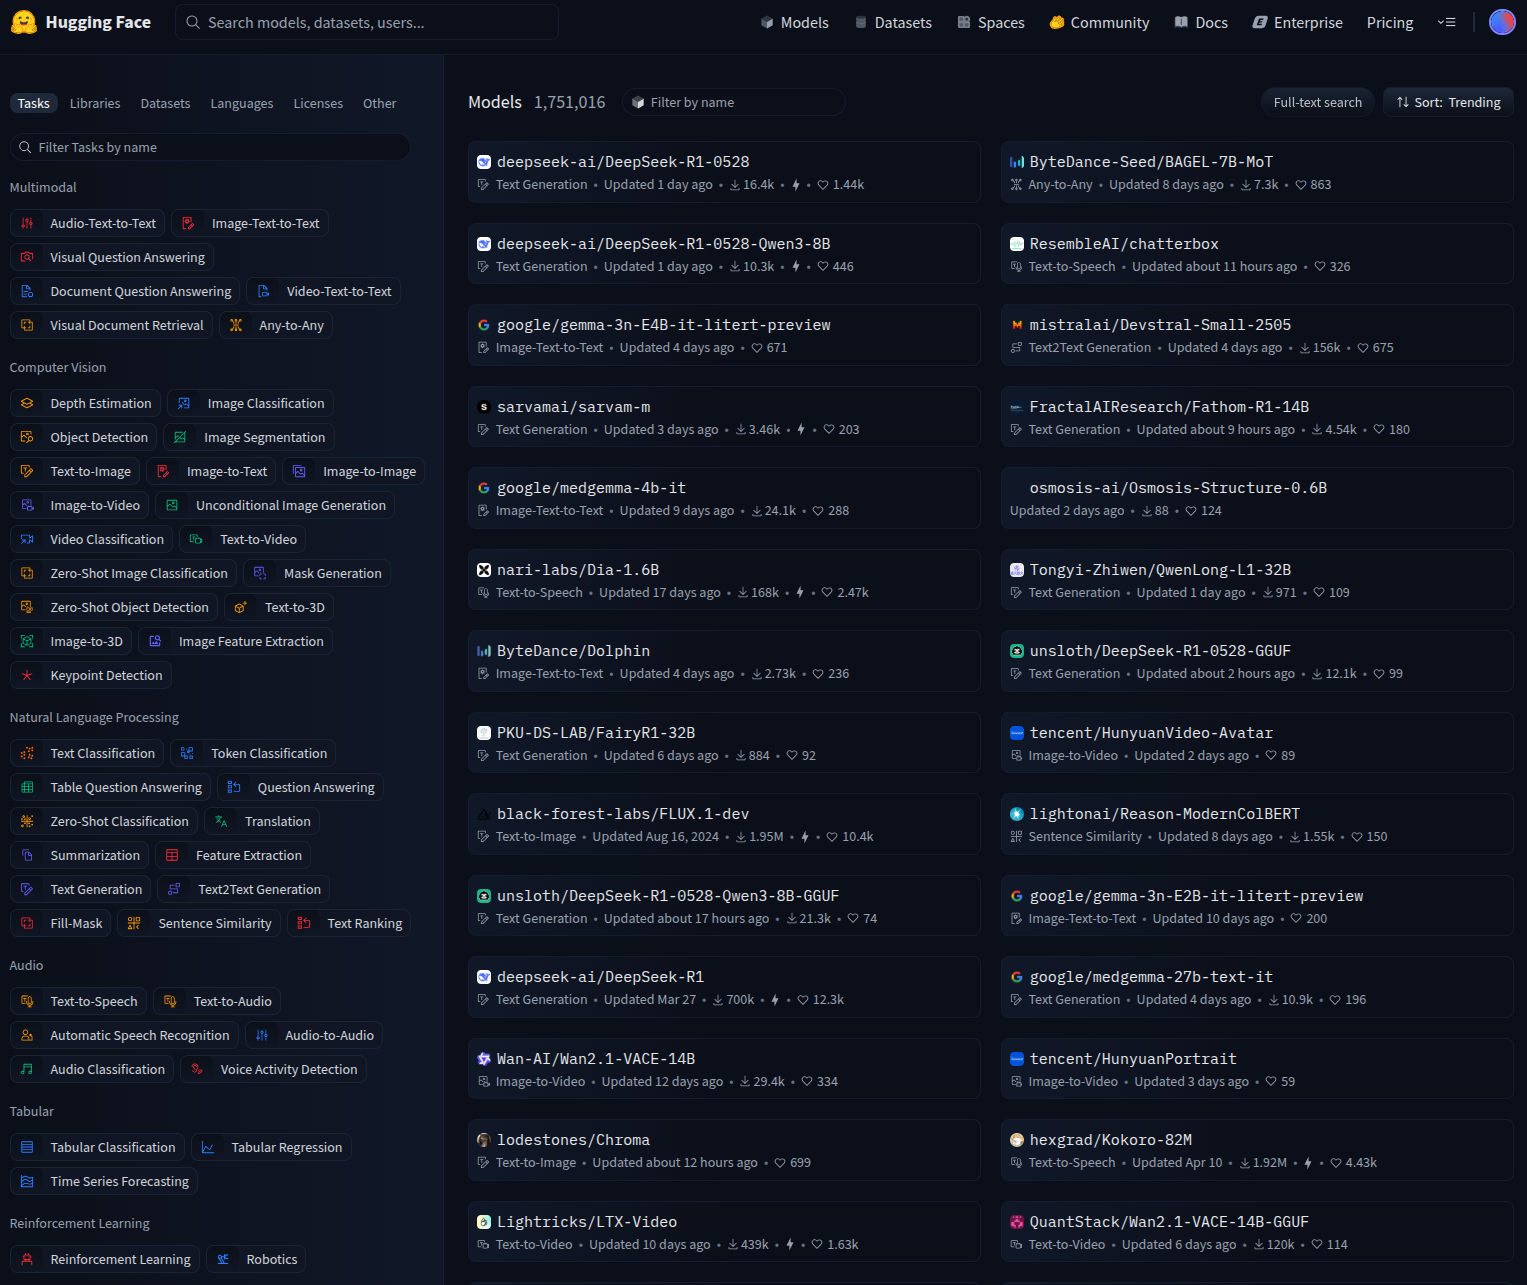 Hugging Face
Search models, datasets, users...
Models
Datasets
Spaces
Community
Docs
Enterprise
Pricing
Tasks Libraries Datasets Languages Licenses Other
Filter Tasks by name
Multimodal
Audio-Text-to-Text Image-Text-to-Text
Visual Question Answering
Document Question Answering Video-Text-to-Text
Visual Document Retrieval Any-to-Any
Computer Vision
Depth Estimation Image Classification
Object Detection Image Segmentation
Text-to-Image Image-to-Text Image-to-Image
Image-to-Video Unconditional Image Generation
Video Classification Text-to-Video
Zero-Shot Image Classification Mask Generation
Zero-Shot Object Detection Text-to-3D
Image-to-3D Image Feature Extraction
Keypoint Detection
Natural Language Processing
Text Classification Token Classification
Table Question Answering Question Answering
Zero-Shot Classification Translation
Summarization Feature Extraction
Text Generation Text2Text Generation
Fill-Mask Sentence Similarity Text Ranking
Audio
Text-to-Speech Text-to-Audio
Automatic Speech Recognition Audio-to-Audio
Audio Classification Voice Activity Detection
Tabular
Tabular Classification Tabular Regression
Time Series Forecasting
Reinforcement Learning
Reinforcement Learning Robotics
Models 1,751,016 Filter by name Full-text search Sort: Trending
deepseek-ai/DeepSeek-R1-0528
Text Generation • Updated 1 day ago • 16.4k • • 1.44k
ByteDance-Seed/BAGEL-7B-MoT
Any-to-Any • Updated 8 days ago • 7.3k • 863
deepseek-ai/DeepSeek-R1-0528-Qwen3-8B
Text Generation • Updated 1 day ago • 10.3k • • 446
ResembleAI/chatterbox
Text-to-Speech • Updated about 11 hours ago • 326
google/gemma-3n-E4B-it-litert-preview
Image-Text-to-Text • Updated 4 days ago • 671
mistralai/Devstral-Small-2505
Text2Text Generation • Updated 4 days ago • 156k • 675
sarvamai/sarvam-m
Text Generation • Updated 3 days ago • 3.46k • • 203
FractalAIResearch/Fathom-R1-14B
Text Generation • Updated about 9 hours ago • 4.54k • 180
google/medgemma-4b-it
Image-Text-to-Text • Updated 9 days ago • 24.1k • 288
osmosis-ai/Osmosis-Structure-0.6B
Updated 2 days ago • 88 • 124
nari-labs/Dia-1.6B
Text-to-Speech • Updated 17 days ago • 168k • • 2.47k
Tongyi-Zhiwen/QwenLong-L1-32B
Text Generation • Updated 1 day ago • 971 • 109
ByteDance/Dolphin
Image-Text-to-Text • Updated 4 days ago • 2.73k • 236
unsloth/DeepSeek-R1-0528-GGUF
Text Generation • Updated about 2 hours ago • 12.1k • 99
PKU-DS-LAB/FairyR1-32B
Text Generation • Updated 6 days ago • 884 • 92
tencent/HunyuanVideo-Avatar
Image-to-Video • Updated 2 days ago • 89
black-forest-labs/FLUX.1-dev
Text-to-Image • Updated Aug 16, 2024 • 1.95M • • 10.4k
lightonai/Reason-ModernColBERT
Sentence Similarity • Updated 8 days ago • 1.55k • 150
unsloth/DeepSeek-R1-0528-Qwen3-8B-GGUF
Text Generation • Updated about 17 hours ago • 21.3k • 74
google/gemma-3n-E2B-it-litert-preview
Image-Text-to-Text • Updated 10 days ago • 200
deepseek-ai/DeepSeek-R1
Text Generation • Updated Mar 27 • 700k • • 12.3k
google/medgemma-27b-text-it
Text Generation • Updated 4 days ago • 10.9k • 196
Wan-AI/Wan2.1-VACE-14B
Image-to-Video • Updated 12 days ago • 29.4k • 334
tencent/HunyuanPortrait
Image-to-Video • Updated 3 days ago • 59
lodestones/Chroma
Text-to-Image • Updated about 12 hours ago • 699
hexgrad/Kokoro-82M
Text-to-Speech • Updated Apr 10 • 1.92M • • 4.43k
Lightricks/LTX-Video
Text-to-Video • Updated 10 days ago • 439k • • 1.63k
QuantStack/Wan2.1-VACE-14B-GGUF
Text-to-Video • Updated 6 days ago • 120k • 114